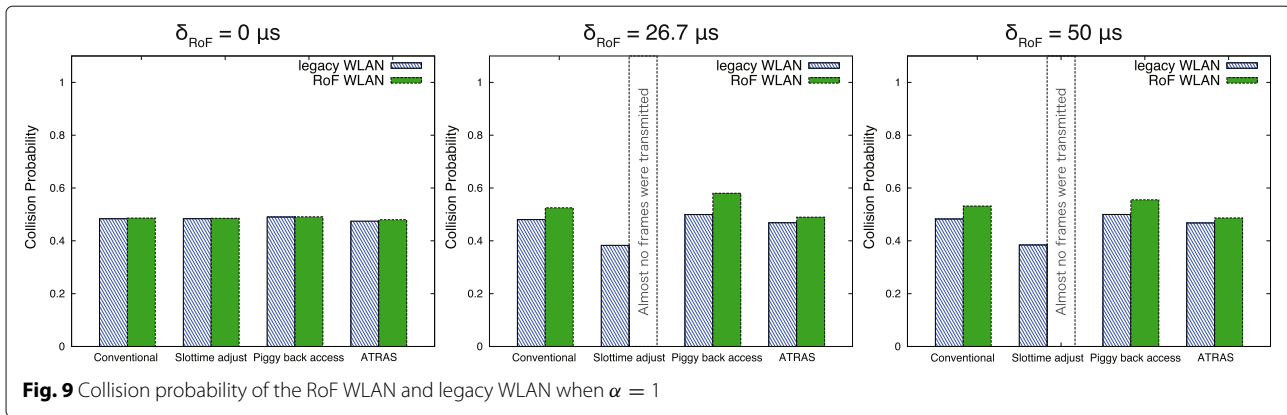 δRoF = 0 µs
legacy WLAN
RoF WLAN
Collision Probability
1
0.8
0.6
0.4
0.2
0
Conventional Slottime adjust Piggy back access ATRAS
δRoF = 26.7 µs
legacy WLAN
RoF WLAN
Almost no frames were transmitted
Collision Probability
1
0.8
0.6
0.4
0.2
0
Conventional Slottime adjust Piggy back access ATRAS
δRoF = 50 µs
legacy WLAN
RoF WLAN
Almost no frames were transmitted
Collision Probability
1
0.8
0.6
0.4
0.2
0
Conventional Slottime adjust Piggy back access ATRAS
Fig. 9 Collision probability of the RoF WLAN and legacy WLAN when α = 1